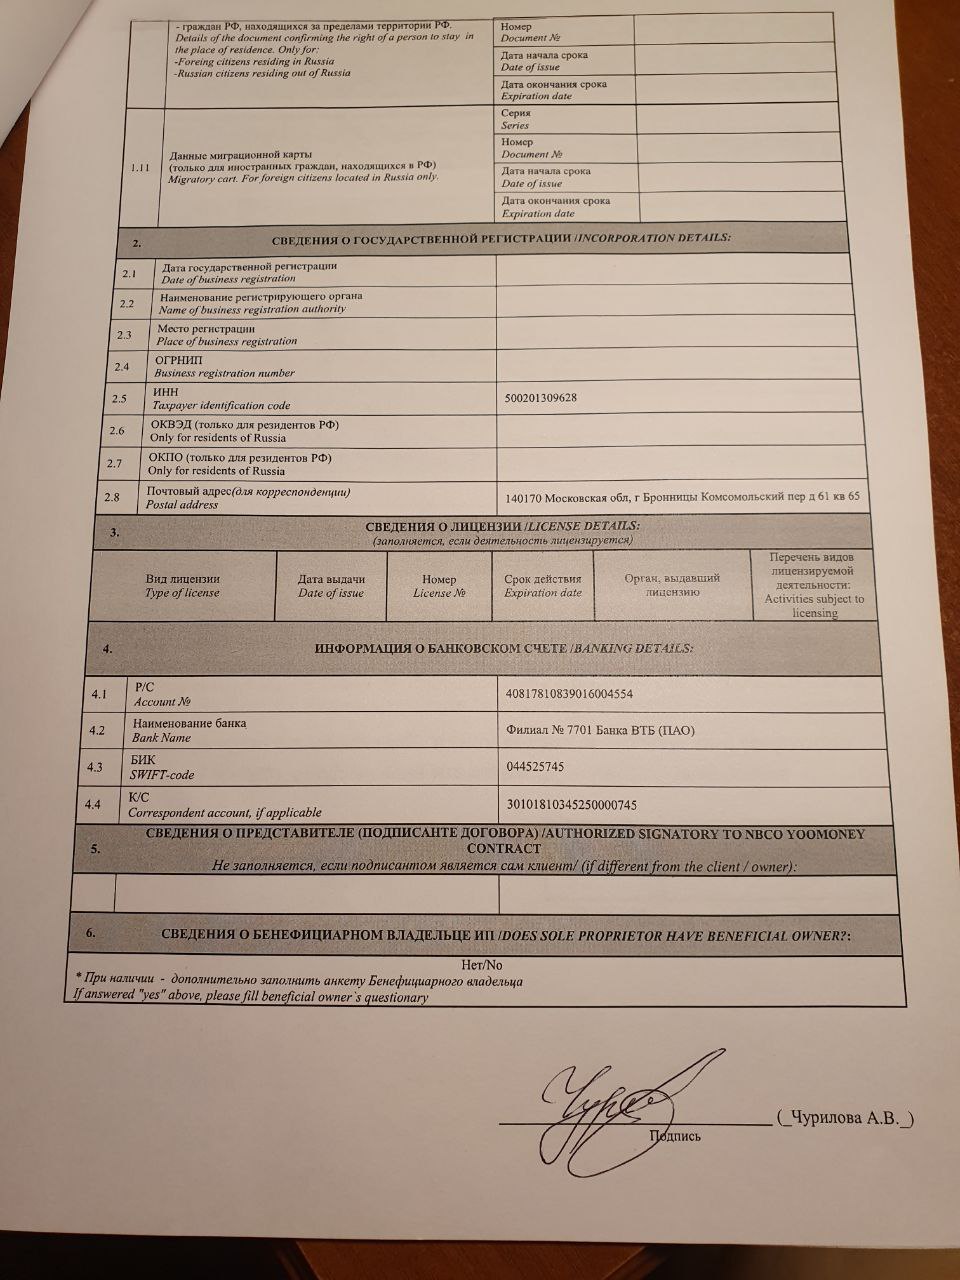 - граждан РФ, находящихся за пределами территории РФ.
Details of the document confirming the right of a person to stay in
the place of residence. Only for:
-Foreing citizens residing in Russia
-Russian citizens residing out of Russia
Номер
Document №
Дата начала срока
Date of issue
Дата окончания срока
Expiration date
1.11
Данные миграционной карты
(только для иностранных граждан, находящихся в РФ)
Migratory cart. For foreign citizens located in Russia only.
Серия
Series
Номер
Document №
Дата начала срока
Date of issue
Дата окончания срока
Expiration date
2. СВЕДЕНИЯ О ГОСУДАРСТВЕННОЙ РЕГИСТРАЦИИ /INCORPORATION DETAILS:
2.1 Дата государственной регистрации
Date of business registration
2.2 Наименование регистрирующего органа
Name of business registration authority
2.3 Место регистрации
Place of business registration
2.4 ОГРНИП
Business registration number
2.5 ИНН
Taxpayer identification code
500201309628
2.6 ОКВЭД (только для резидентов РФ)
Only for residents of Russia
2.7 ОКПО (только для резидентов РФ)
Only for residents of Russia
2.8 Почтовый адрес(для корреспонденции)
Postal address
140170 Московская обл, г Бронницы Комсомольский пер д 61 кв 65
3. СВЕДЕНИЯ О ЛИЦЕНЗИИ /LICENSE DETAILS:
(заполняется, если деятельность лицензируется)
Вид лицензии
Type of license
Дата выдачи
Date of issue
Номер
License №
Срок действия
Expiration date
Орган, выдавший
лицензию
Перечень видов
лицензируемой
деятельности:
Activities subject to
licensing
4. ИНФОРМАЦИЯ О БАНКОВСКОМ СЧЕТЕ /BANKING DETAILS:
4.1 Р/С
Account №
40817810839016004554
4.2 Наименование банка
Bank Name
Филиал № 7701 Банка ВТБ (ПАО)
4.3 БИК
SWIFT-code
044525745
4.4 К/С
Correspondent account, if applicable
30101810345250000745
5. СВЕДЕНИЯ О ПРЕДСТАВИТЕЛЕ (ПОДПИСАНТЕ ДОГОВОРА) /AUTHORIZED SIGNATORY TO NBCO YOOMONEY
CONTRACT
Не заполняется, если подписантом является сам клиент/ (if different from the client / owner):
6. СВЕДЕНИЯ О БЕНЕФИЦИАРНОМ ВЛАДЕЛЬЦЕ ИП /DOES SOLE PROPRIETOR HAVE BENEFICIAL OWNER?:
Нет/No
* При наличии - дополнительно заполнить анкету Бенефициарного владельца
If answered "yes" above, please fill beneficial owner`s questionary
(_Чурилова А.В._)
Подпись